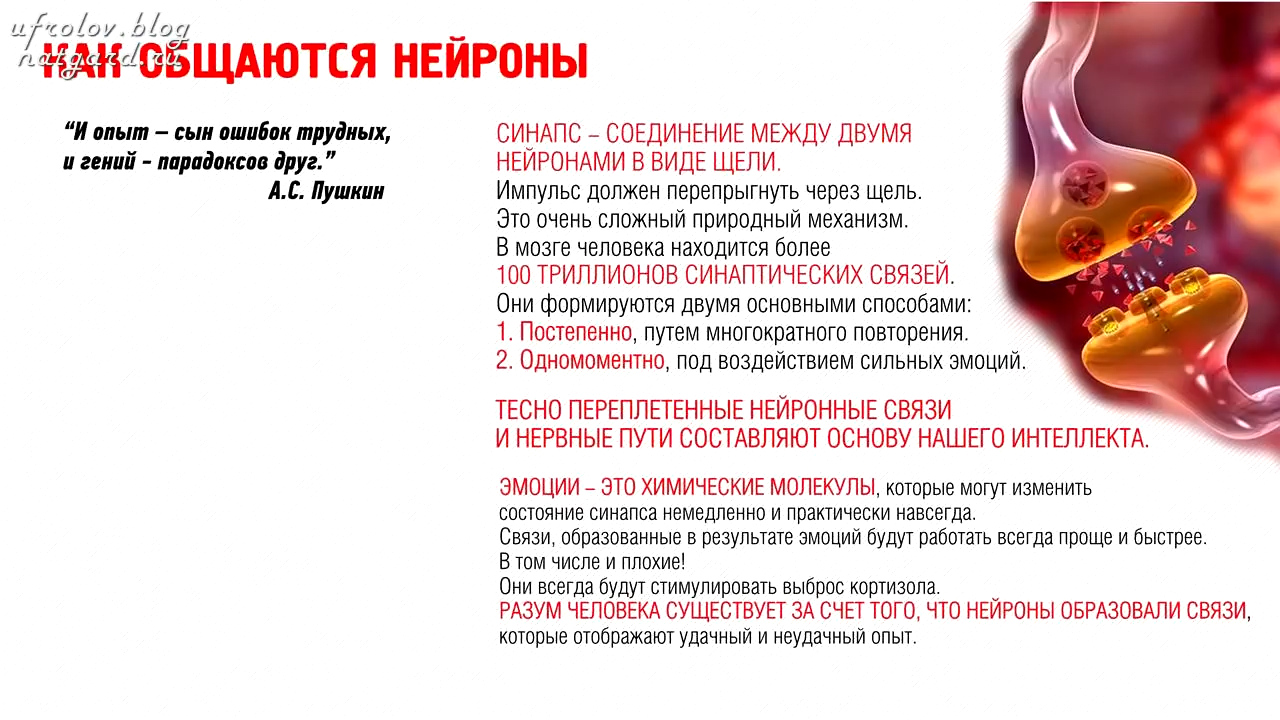 ufrolov.blog
natgard.ru
КАК ОБЩАЮТСЯ НЕЙРОНЫ
“И опыт – сын ошибок трудных,
и гений - парадоксов друг.”
А.С. Пушкин
СИНАПС – СОЕДИНЕНИЕ МЕЖДУ ДВУМЯ
НЕЙРОНАМИ В ВИДЕ ЩЕЛИ.
Импульс должен перепрыгнуть через щель.
Это очень сложный природный механизм.
В мозге человека находится более
100 ТРИЛЛИОНОВ СИНАПТИЧЕСКИХ СВЯЗЕЙ.
Они формируются двумя основными способами:
1. Постепенно, путем многократного повторения.
2. Одномоментно, под воздействием сильных эмоций.
ТЕСНО ПЕРЕПЛЕТЕННЫЕ НЕЙРОННЫЕ СВЯЗИ
И НЕРВНЫЕ ПУТИ СОСТАВЛЯЮТ ОСНОВУ НАШЕГО ИНТЕЛЛЕКТА.
ЭМОЦИИ – ЭТО ХИМИЧЕСКИЕ МОЛЕКУЛЫ, которые могут изменить
состояние синапса немедленно и практически навсегда.
Связи, образованные в результате эмоций будут работать всегда проще и быстрее.
В том числе и плохие!
Они всегда будут стимулировать выброс кортизола.
РАЗУМ ЧЕЛОВЕКА СУЩЕСТВУЕТ ЗА СЧЕТ ТОГО, ЧТО НЕЙРОНЫ ОБРАЗОВАЛИ СВЯЗИ,
которые отображают удачный и неудачный опыт.